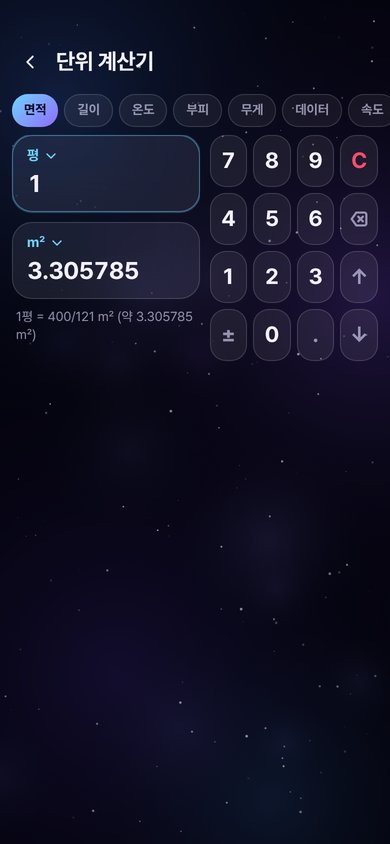 단위 계산기
면적 길이 온도 부피 무게 데이터 속도
평
1
m²
3.305785
1평 = 400/121 m² (약 3.305785
m²)
7 8 9 C
4 5 6
1 2 3 ↑
± 0 . ↓